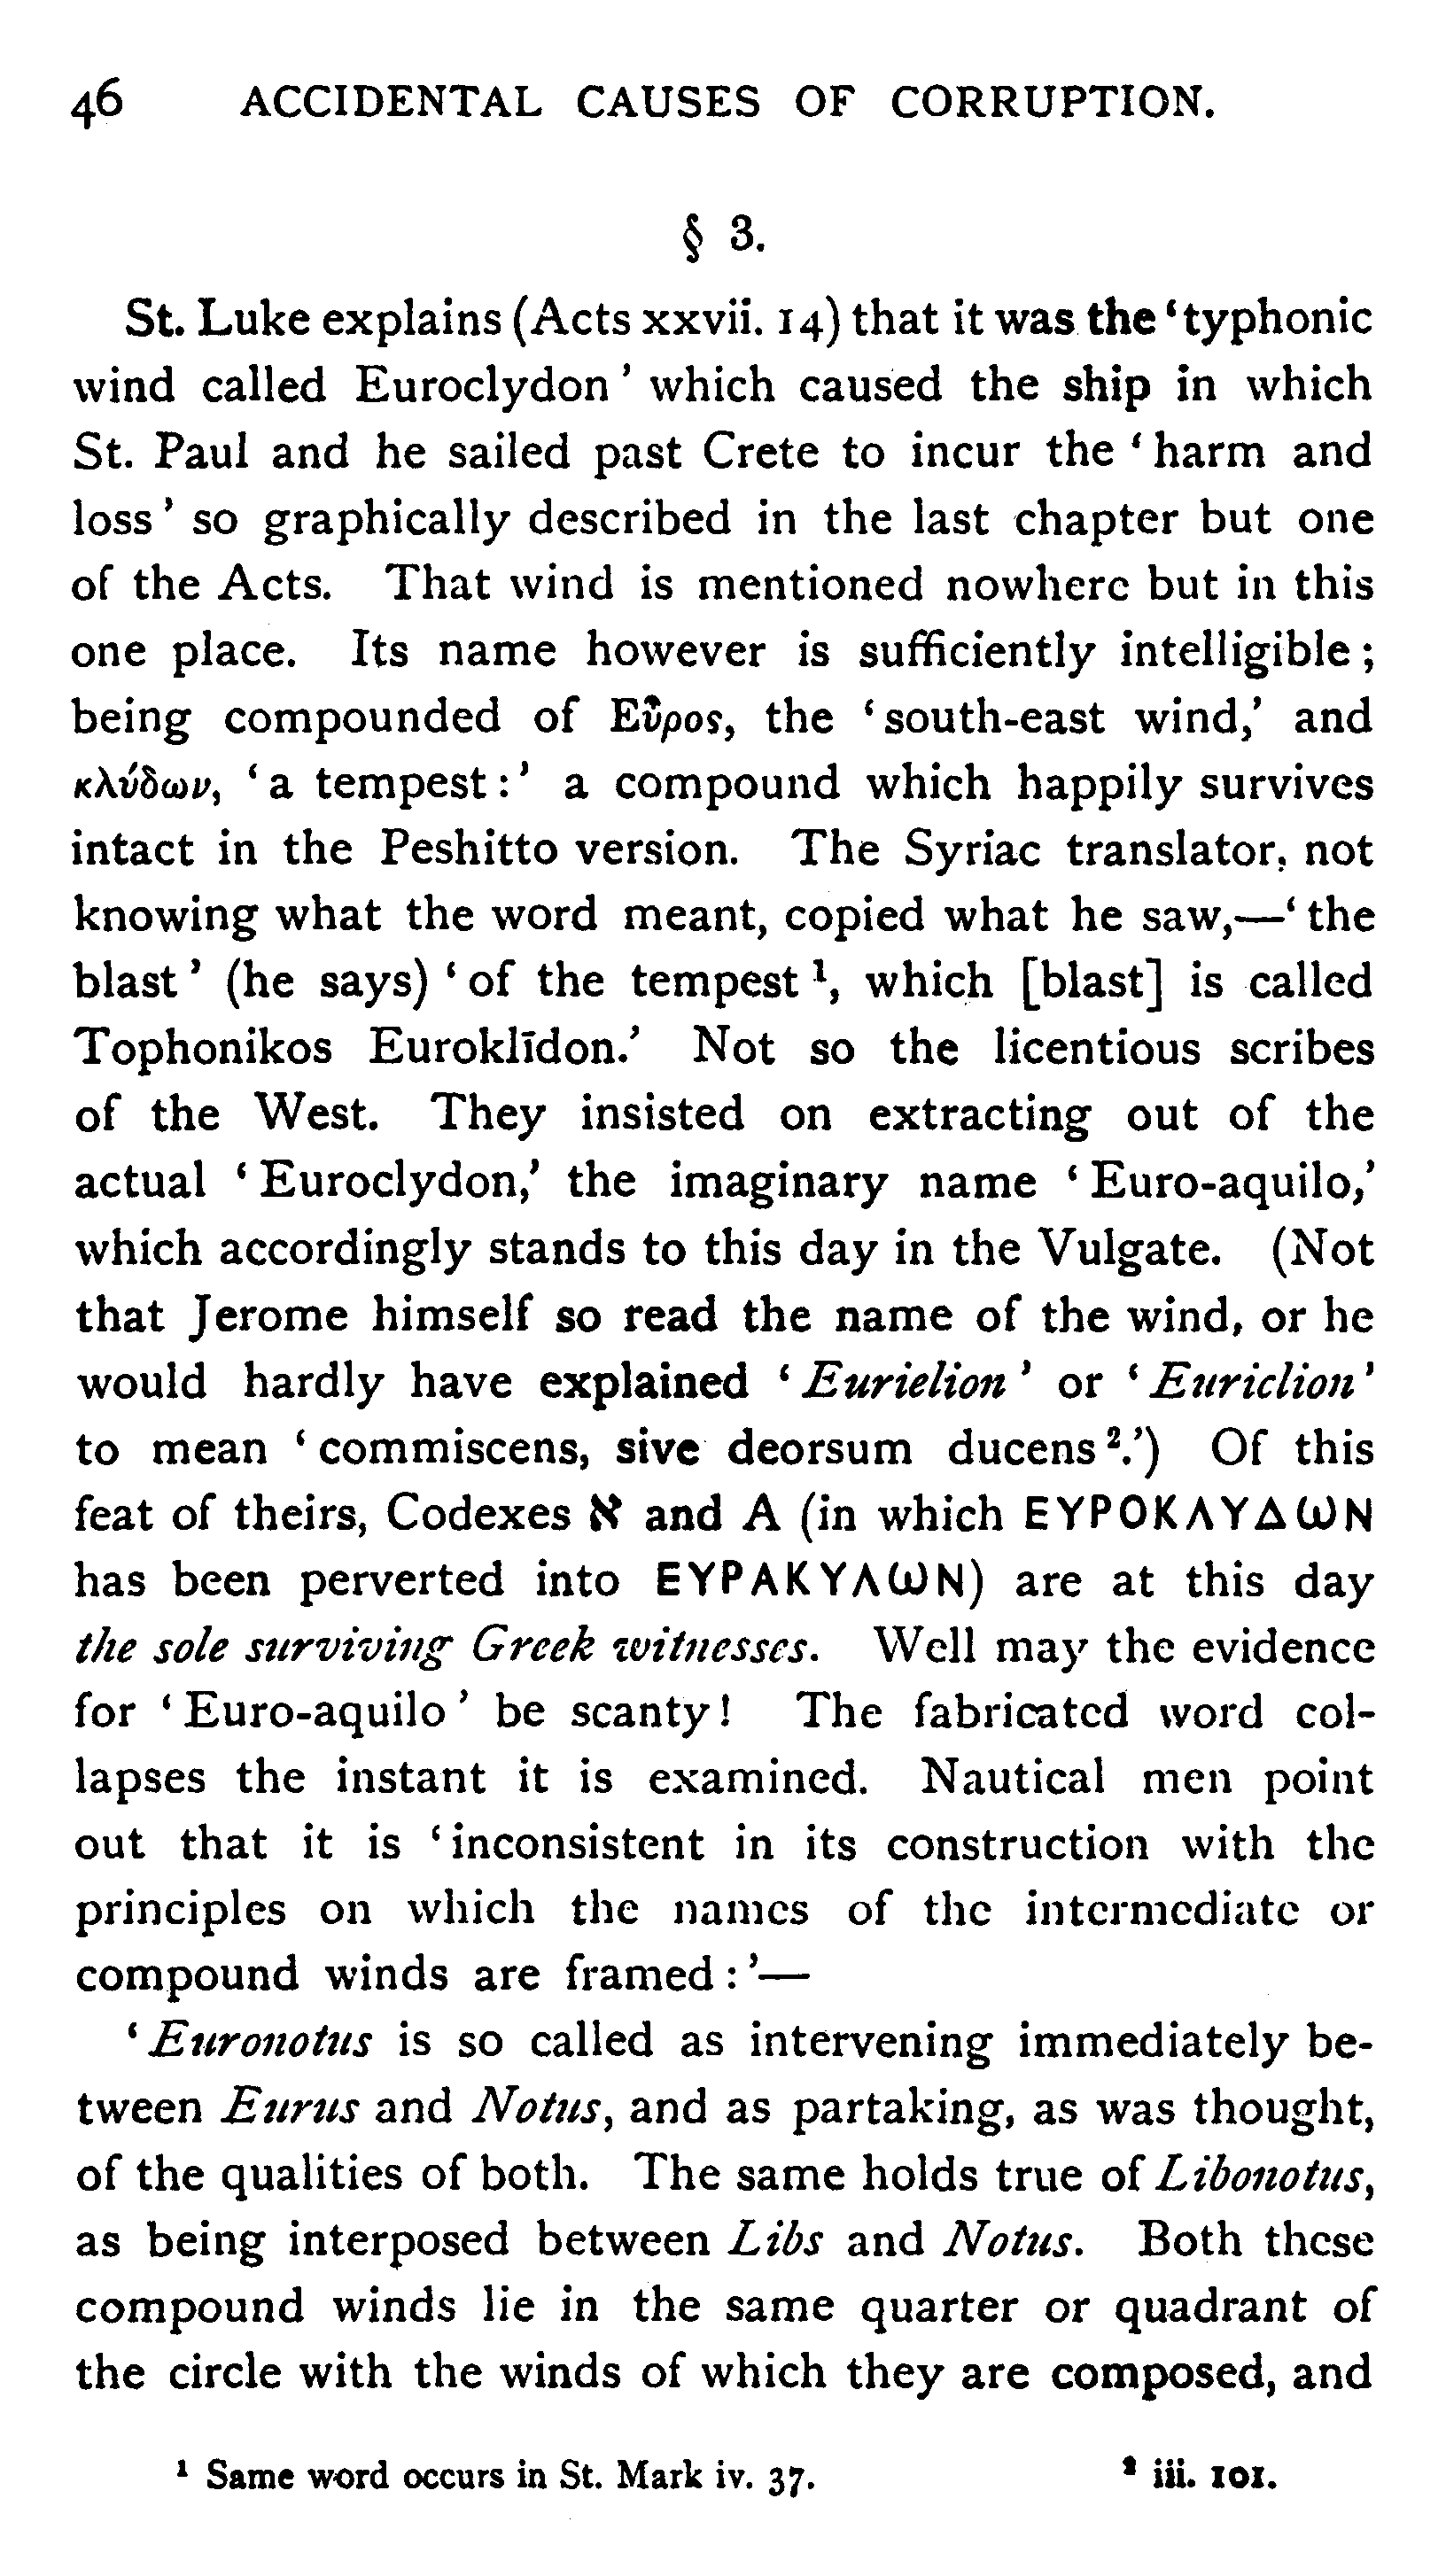 46 ACCIDENTAL CAUSES OF CORRUPTION.
§ 3.
St. Luke explains (Acts xxvii. 14) that it was the ‘typhonic
wind called Euroclydon’ which caused the ship in which
St. Paul and he sailed past Crete to incur the ‘harm and
loss’ so graphically described in the last chapter but one
of the Acts. That wind is mentioned nowhere but in this
one place. Its name however is sufficiently intelligible;
being compounded of Εὖρος, the ‘south-east wind,’ and
κλύδων, ‘a tempest:’ a compound which happily survives
intact in the Peshitto version. The Syriac translator, not
knowing what the word meant, copied what he saw,—‘the
blast’ (he says) ‘of the tempest ¹, which [blast] is called
Tophonikos Euroklīdon.’ Not so the licentious scribes
of the West. They insisted on extracting out of the
actual ‘Euroclydon,’ the imaginary name ‘Euro-aquilo,’
which accordingly stands to this day in the Vulgate. (Not
that Jerome himself so read the name of the wind, or he
would hardly have explained ‘Eurielion’ or ‘Euriclion’
to mean ‘commiscens, sive deorsum ducens ².’) Of this
feat of theirs, Codexes א and A (in which ΕΥΡΟΚΛΥΔωΝ
has been perverted into ΕΥΡΑΚΥΛωΝ) are at this day
the sole surviving Greek witnesses. Well may the evidence
for ‘Euro-aquilo’ be scanty! The fabricated word col-
lapses the instant it is examined. Nautical men point
out that it is ‘inconsistent in its construction with the
principles on which the names of the intermediate or
compound winds are framed:’—
‘Euronotus is so called as intervening immediately be-
tween Eurus and Notus, and as partaking, as was thought,
of the qualities of both. The same holds true of Libonotus,
as being interposed between Libs and Notus. Both these
compound winds lie in the same quarter or quadrant of
the circle with the winds of which they are composed, and
¹ Same word occurs in St. Mark iv. 37. ² iii. 101.